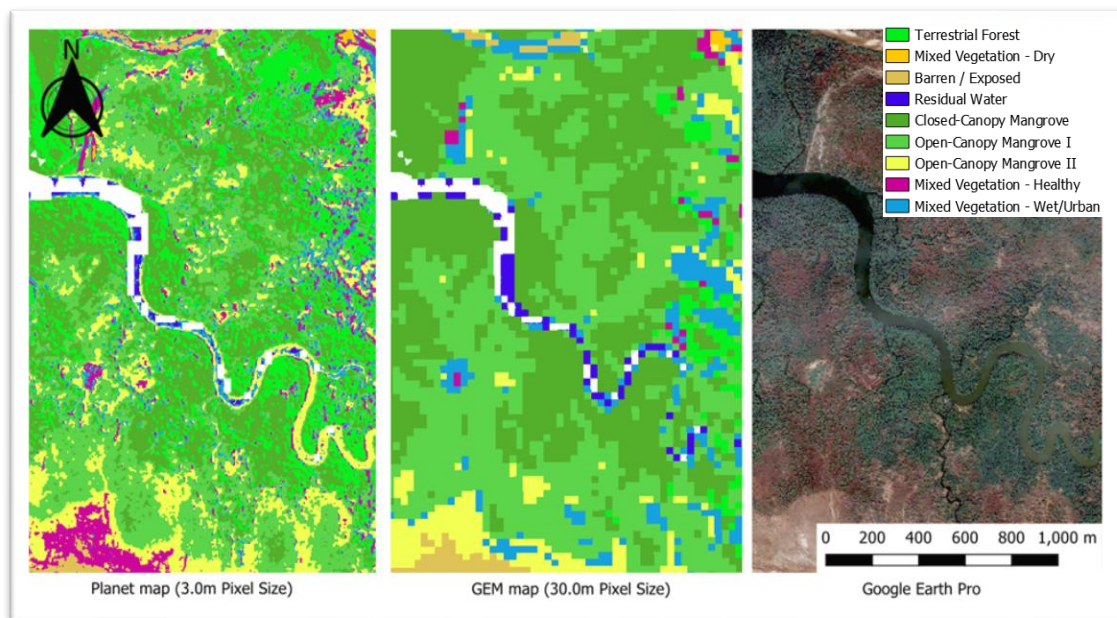 N
Terrestrial Forest
Mixed Vegetation - Dry
Barren / Exposed
Residual Water
Closed-Canopy Mangrove
Open-Canopy Mangrove I
Open-Canopy Mangrove II
Mixed Vegetation - Healthy
Mixed Vegetation - Wet/Urban
0 200 400 600 800 1,000 m
Planet map (3.0m Pixel Size) GEM map (30.0m Pixel Size) Google Earth Pro